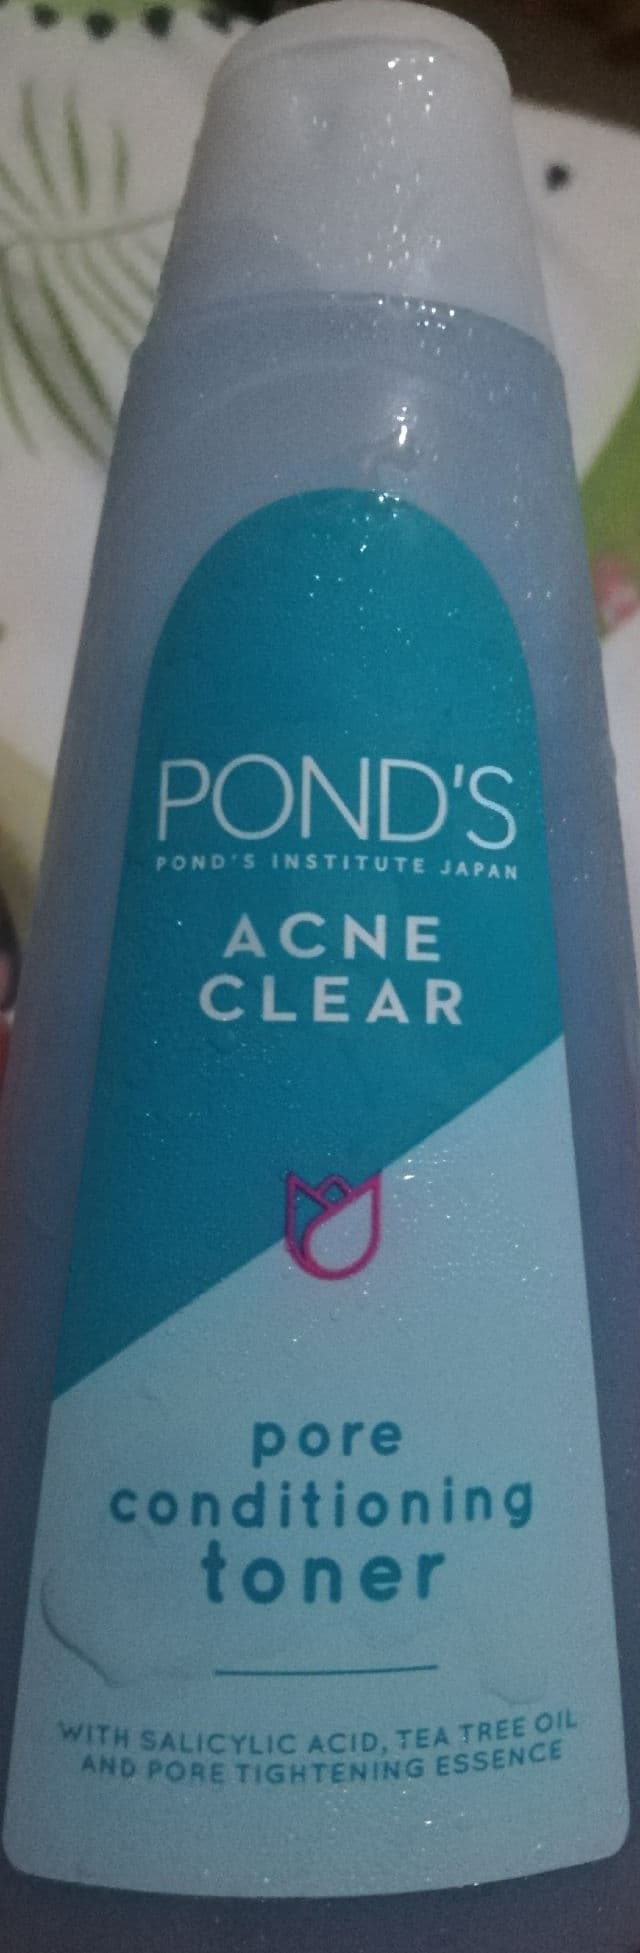 POND'S
POND'S INSTITUTE JAPAN
ACNE
CLEAR
pore
conditioning
toner
WITH SALICYLIC ACID, TEA TREE OIL
AND PORE TIGHTENING ESSENCE